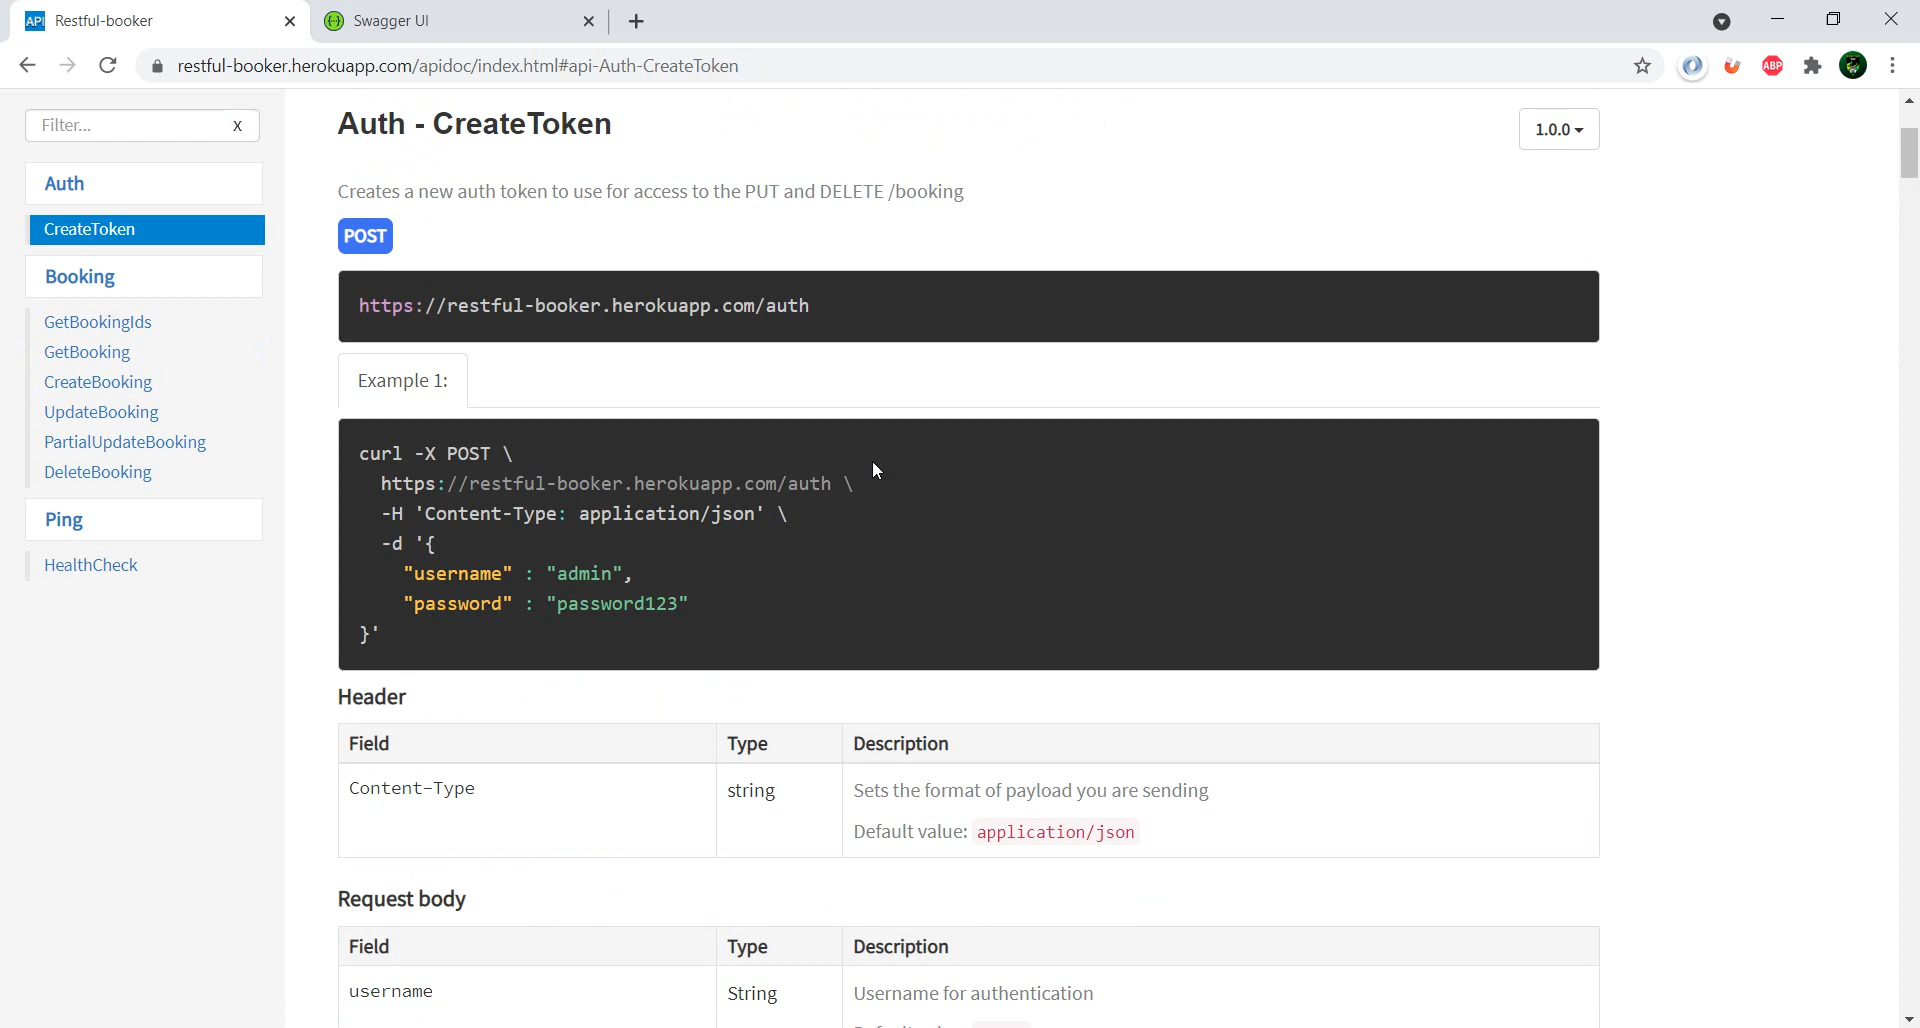 Restful-booker
Swagger UI
restful-booker.herokuapp.com/apidoc/index.html#api-Auth-CreateToken
ABP
Filter...
X
Auth
CreateToken
Booking
GetBookingIds
GetBooking
CreateBooking
UpdateBooking
PartialUpdateBooking
DeleteBooking
Ping
HealthCheck
Auth - CreateToken
1.0.0
Creates a new auth token to use for access to the PUT and DELETE /booking
POST
https://restful-booker.herokuapp.com/auth
Example 1:
curl -X POST \
https://restful-booker.herokuapp.com/auth \
-H 'Content-Type: application/json' \
-d '{
"username" : "admin",
"password" : "password123"
}'
Header
Field Type Description
Content-Type string Sets the format of payload you are sending
Default value: application/json
Request body
Field Type Description
username String Username for authentication